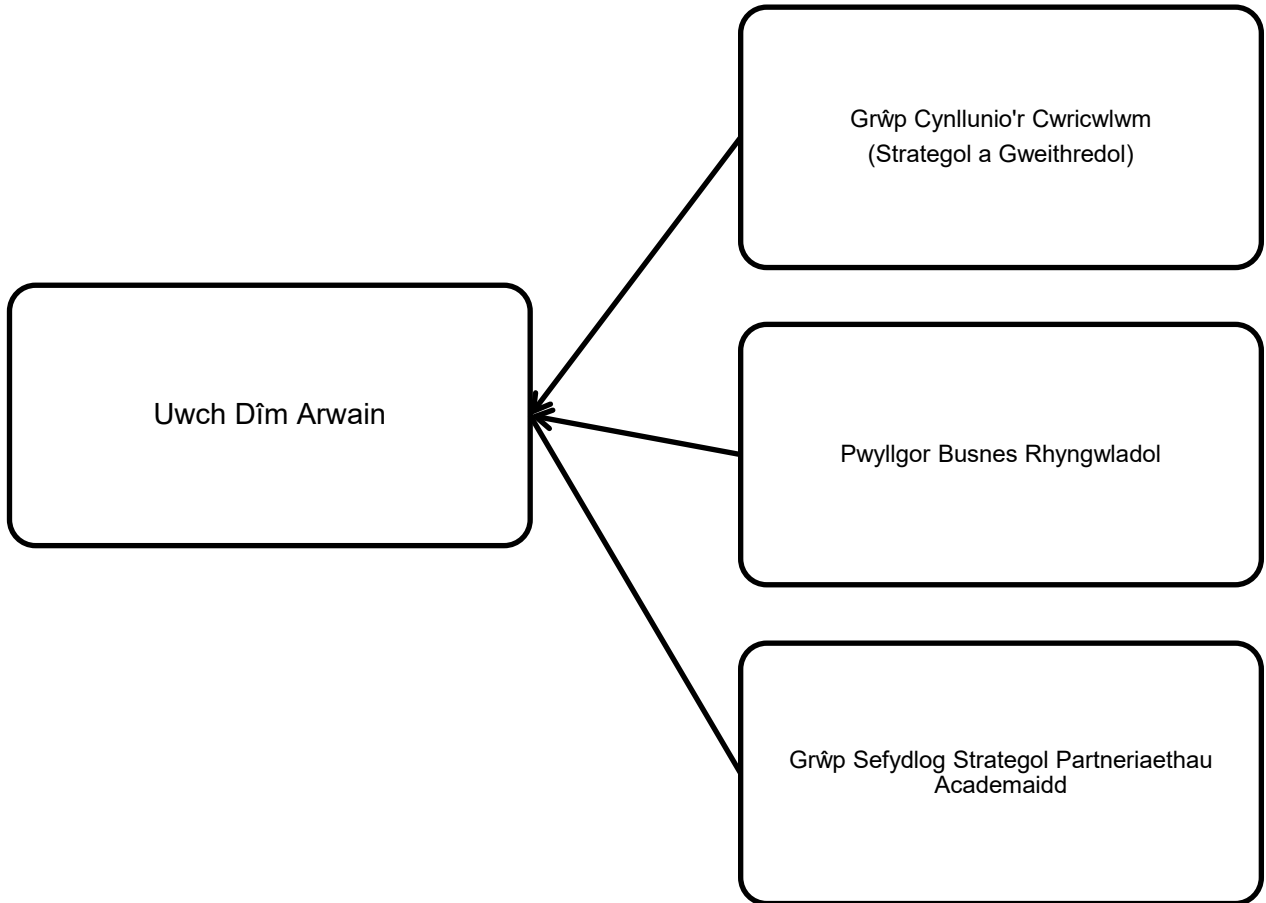 Uwch Dîm Arwain
Grŵp Cynllunio'r Cwricwlwm
(Strategol a Gweithredol)
Pwyllgor Busnes Rhyngwladol
Grŵp Sefydlog Strategol Partneriaethau
Academaidd